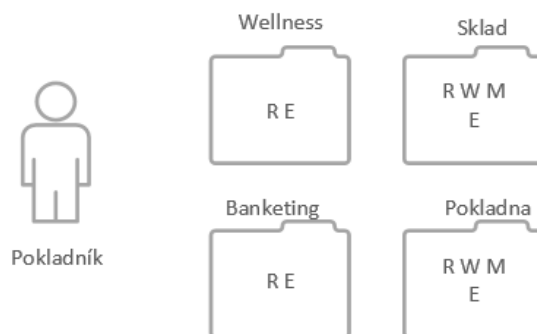 Wellness
Sklad
R E
R W M
E
Pokladník
Banketing
Pokladna
R E
R W M
E